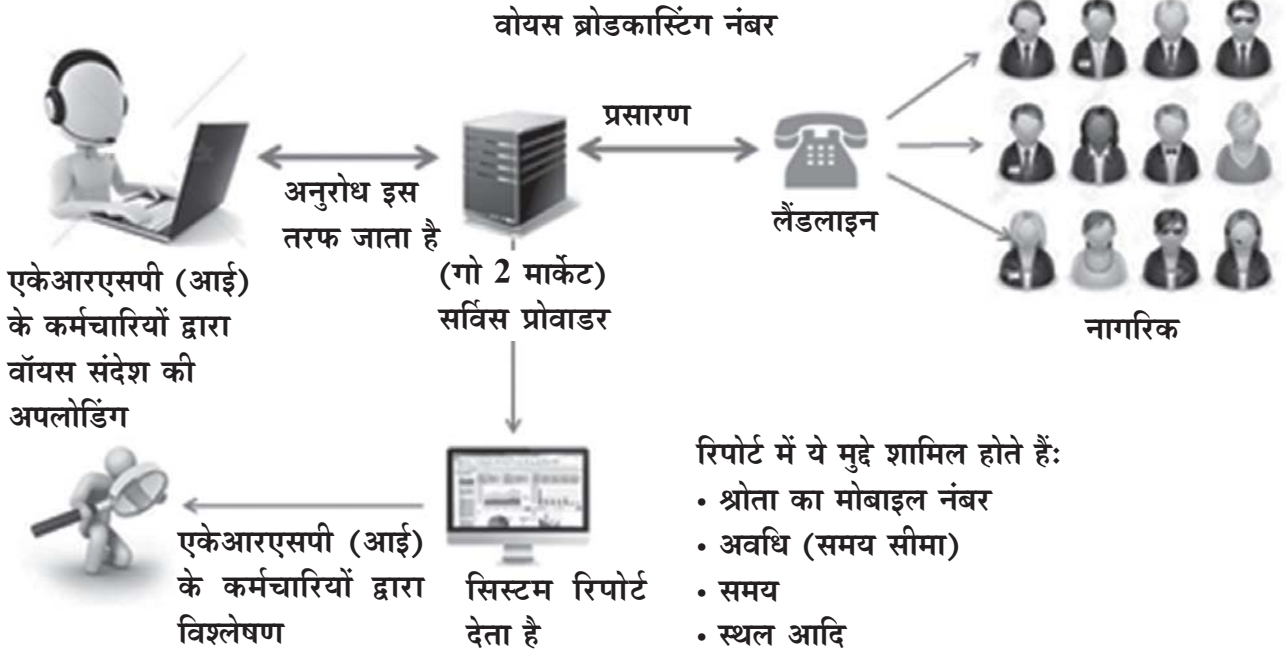 वोयस ब्रोडकास्टिंग नंबर
प्रसारण
अनुरोध इस
तरफ जाता है
लैंडलाइन
एकेआरएसपी (आई)
के कर्मचारियों द्वारा
वॉयस संदेश की
अपलोडिंग
(गो 2 मार्केट)
सर्विस प्रोवाडर
नागरिक
एकेआरएसपी (आई)
के कर्मचारियों द्वारा
विश्लेषण
सिस्टम रिपोर्ट
देता है
रिपोर्ट में ये मुद्दे शामिल होते हैंः
• श्रोता का मोबाइल नंबर
• अवधि (समय सीमा)
• समय
• स्थल आदि